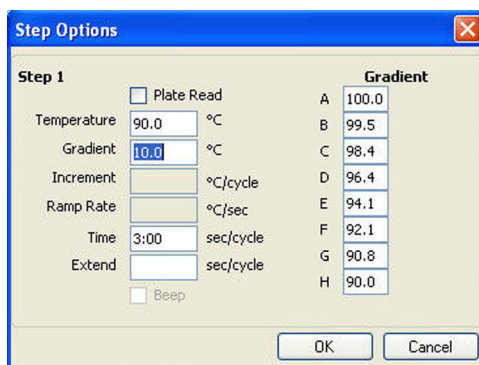 Step Options
Step 1
Plate Read
Temperature 90.0 °C
Gradient 10.0 °C
Increment °C/cycle
Ramp Rate °C/sec
Time 3:00 sec/cycle
Extend sec/cycle
Beep
Gradient
A 100.0
B 99.5
C 98.4
D 96.4
E 94.1
F 92.1
G 90.8
H 90.0
OK Cancel